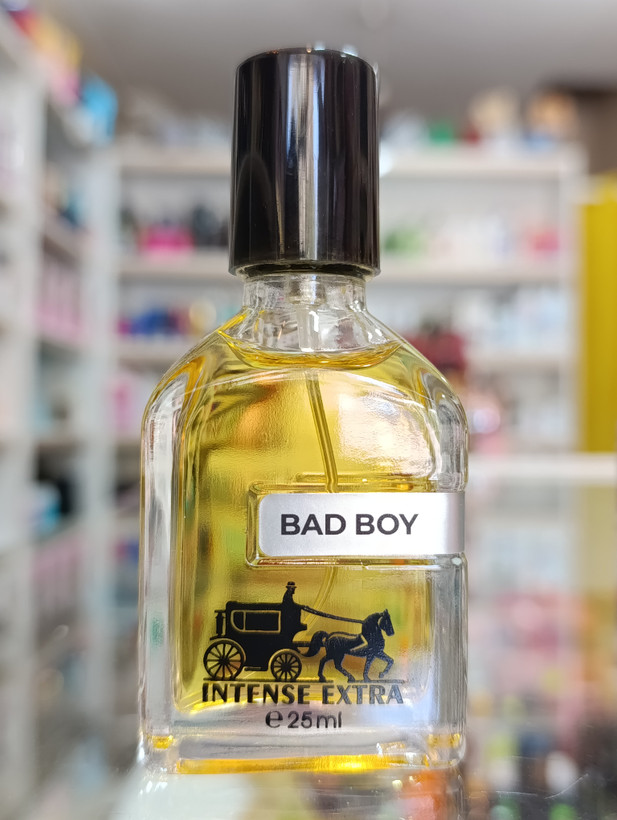 BAD BOY
INTENSE EXTRA
℮25ml